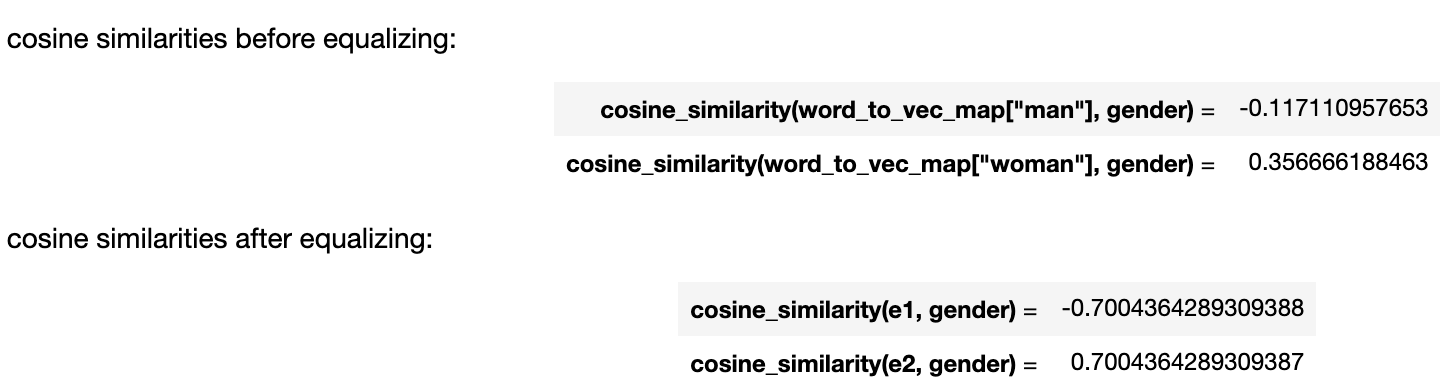 cosine similarities before equalizing:
cosine_similarity(word_to_vec_map["man"], gender) = -0.117110957653
cosine_similarity(word_to_vec_map["woman"], gender) = 0.356666188463
cosine similarities after equalizing:
cosine_similarity(e1, gender) = -0.7004364289309388
cosine_similarity(e2, gender) = 0.7004364289309387